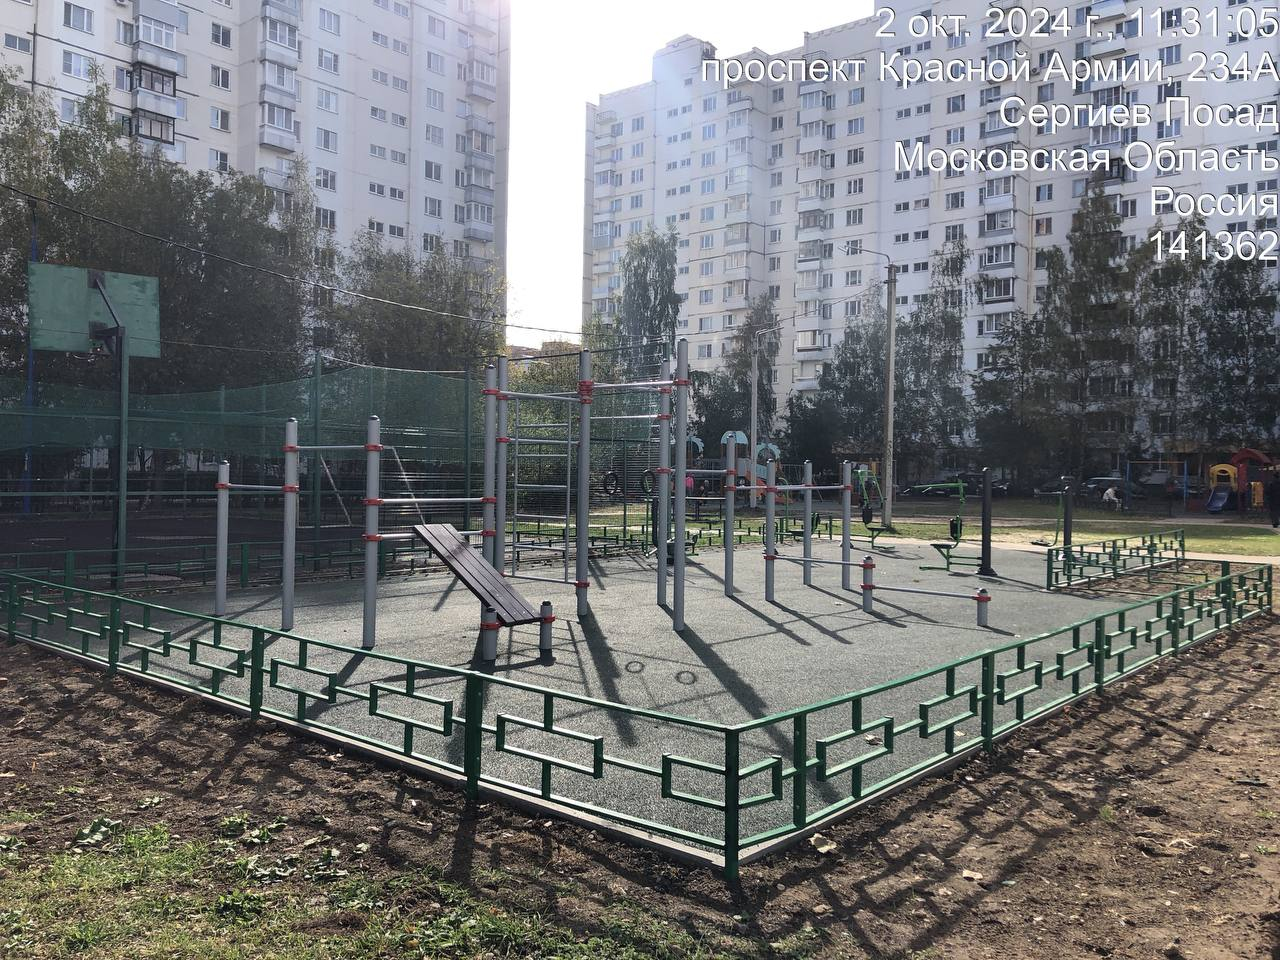 2 окт. 2024 г., 11:31:05
проспект Красной Армии, 234А
Сергиев Посад
Московская Область
Россия
141362